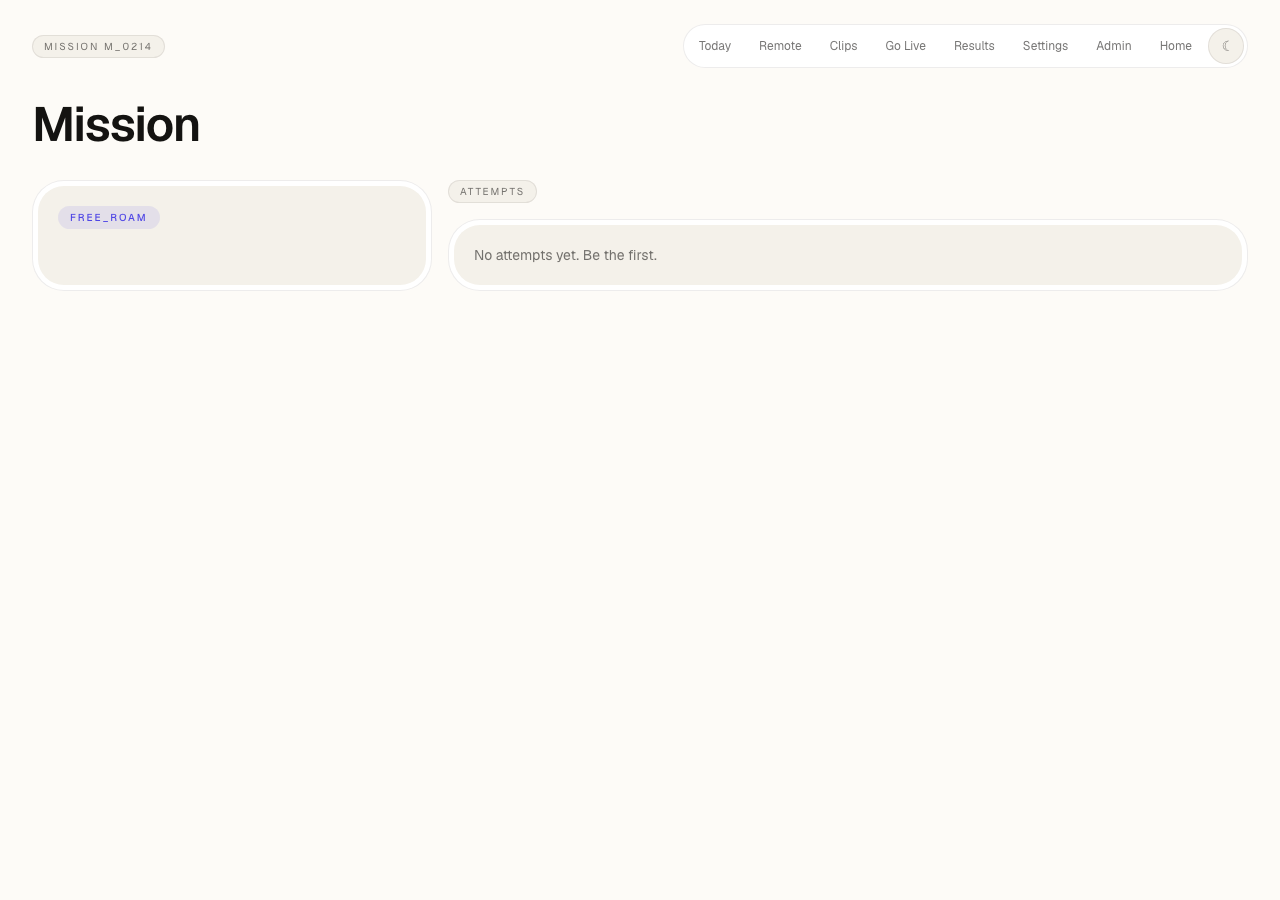 MISSION M_0214
Today Remote Clips Go Live Results Settings Admin Home
Mission
FREE_ROAM
ATTEMPTS
No attempts yet. Be the first.